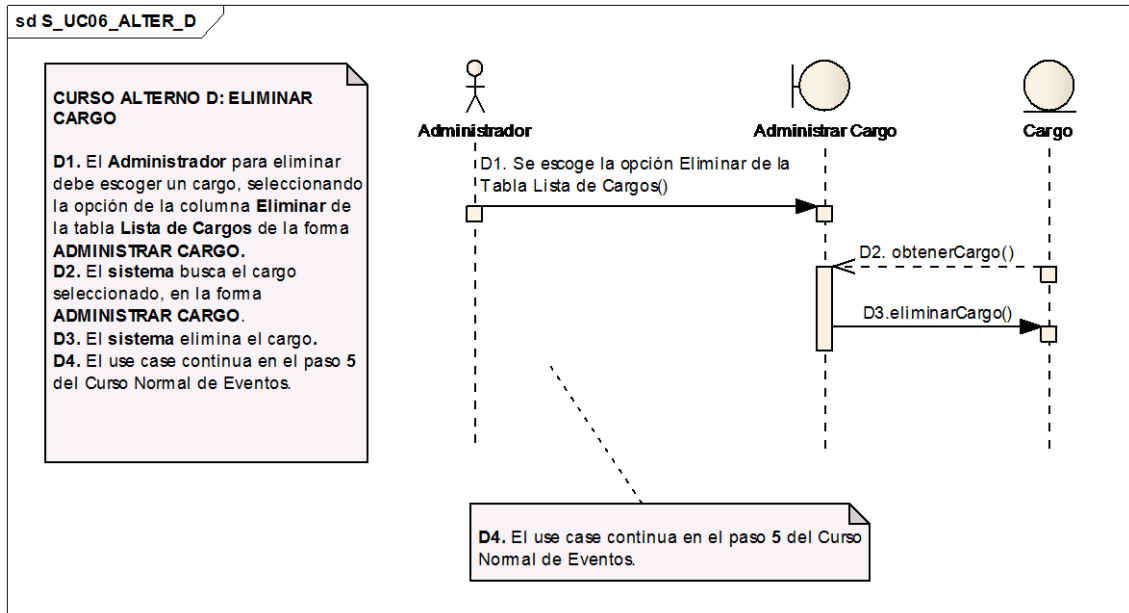 sd S_UC06_ALTER_D
CURSO ALTERNO D: ELIMINAR
CARGO
D1. El Administrador para eliminar
debe escoger un cargo, seleccionando
la opción de la columna Eliminar de
la tabla Lista de Cargos de la forma
ADMINISTRAR CARGO.
D2. El sistema busca el cargo
seleccionado, en la forma
ADMINISTRAR CARGO.
D3. El sistema elimina el cargo.
D4. El use case continua en el paso 5
del Curso Normal de Eventos.
Administrador
Administrar Cargo
Cargo
D1. Se escoge la opción Eliminar de la
Tabla Lista de Cargos()
D2. obtenerCargo()
D3.eliminarCargo()
D4. El use case continua en el paso 5 del Curso
Normal de Eventos.